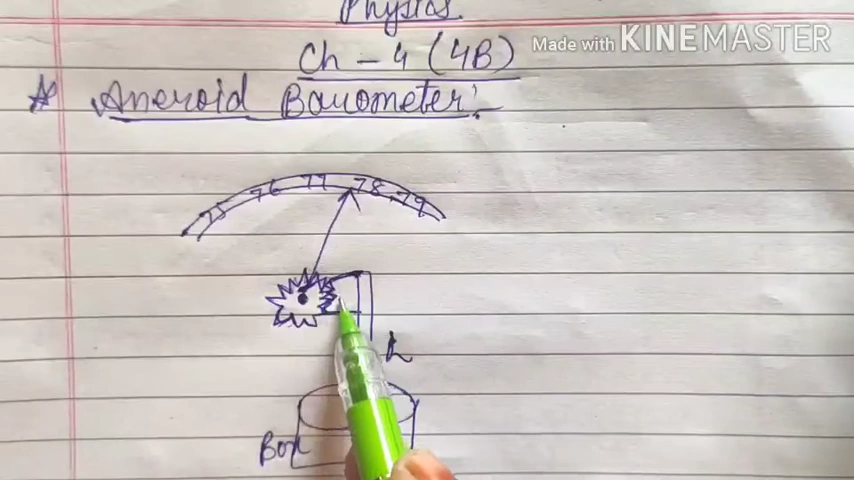 Physics
Ch - 4 (4B)
Made with KINEMASTER
* Aneroid Barometer:-
75 76 77 78 79
L
Box